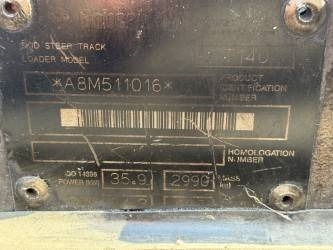 SKID STEER TRACK
LOADER MODEL
*A8M511016*
PRODUCT
IDENTIFICATION
NUMBER
HOMOLOGATION
NUMBER
ISO 14396
POWER (kW)
35.9
MASS
(kg)
2990